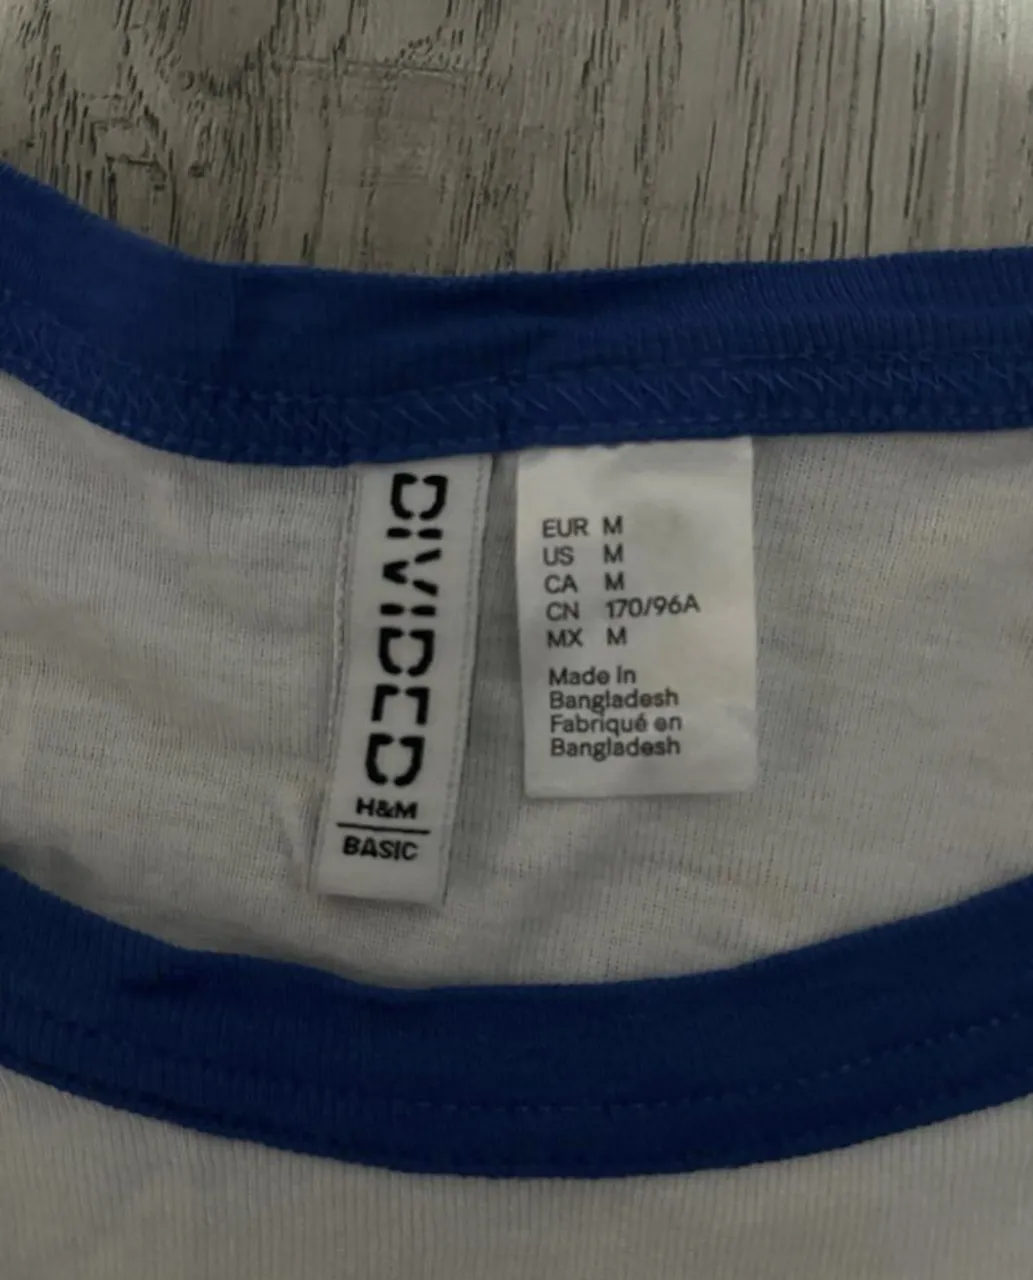 DIVIDED
H&M
BASIC
EUR M
US M
CA M
CN 170/96A
MX M
Made in
Bangladesh
Fabriqué en
Bangladesh